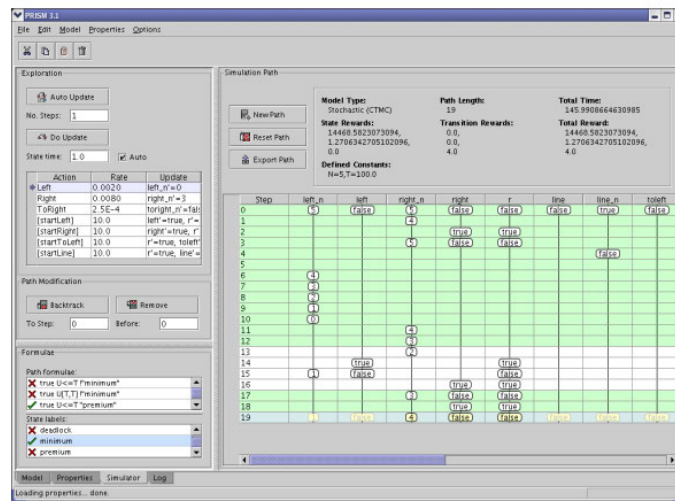 PRISM 3.1
File Edit Model Properties Options
Exploration
Auto Update
No. Steps: 1
Do Update
State time: 1.0 Auto
Action Rate Update
Left 0.0020 left_n'=0
Right 0.0080 right_n'=3
ToRight 2.5E-4 toright_n'=fals
[startLeft] 10.0 left'=true, r'=
[startRight] 10.0 right'=true, r'
[startToLeft] 10.0 r'=true, toleft'
[startLine] 10.0 r'=true, line'=
Path Modification
Backtrack Remove
To Step: 0 Before: 0
Formulae
Path formulae:
true U<=T !"minimum"
true U[T,T] !"minimum"
true U<=T "premium"
State labels:
deadlock
minimum
premium
Simulation Path
New Path
Reset Path
Export Path
Model Type:
Stochastic (CTMC)
Path Length:
19
Total Time:
145.9908664630985
State Rewards:
14468.5823073094,
1.2706342705102096,
0.0
Transition Rewards:
0.0,
0.0,
4.0
Total Reward:
14468.5823073094,
1.2706342705102096,
4.0
Defined Constants:
N=5,T=100.0
Step left_n left right_n right r line line_n toleft
0 5 false 5 false false false true false
1 4
2 true true
3 5 false false
4 false
5
6 4
7 3
8 2
9 1
10 0
11 4
12 3
13 2
14 true true
15 1 false false
16 true true
17 3 false false
18 true true
19 1 false 4 false false false false false
Model Properties Simulator Log
Loading properties... done.